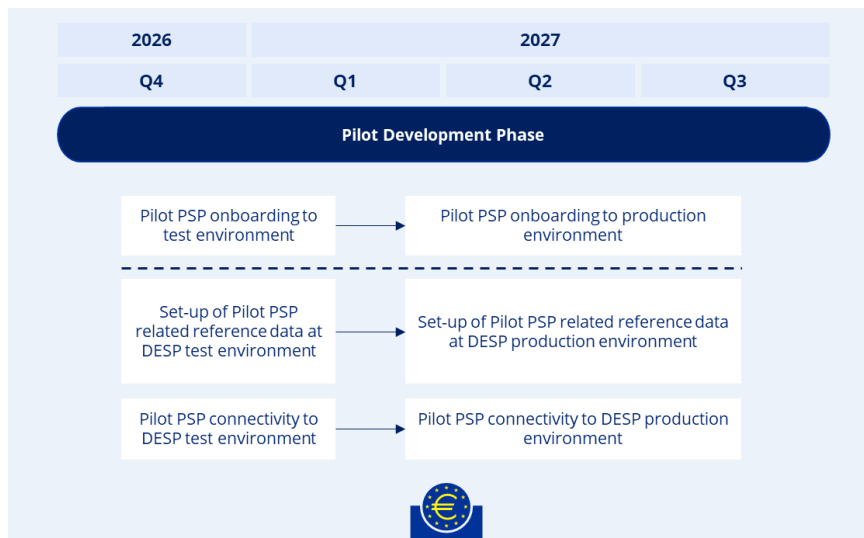 2026
2027
Q4
Q1
Q2
Q3
Pilot Development Phase
Pilot PSP onboarding to
test environment
Pilot PSP onboarding to production
environment
Set-up of Pilot PSP
related reference data at
DESP test environment
Set-up of Pilot PSP related reference data
at DESP production environment
Pilot PSP connectivity to
DESP test environment
Pilot PSP connectivity to DESP production
environment